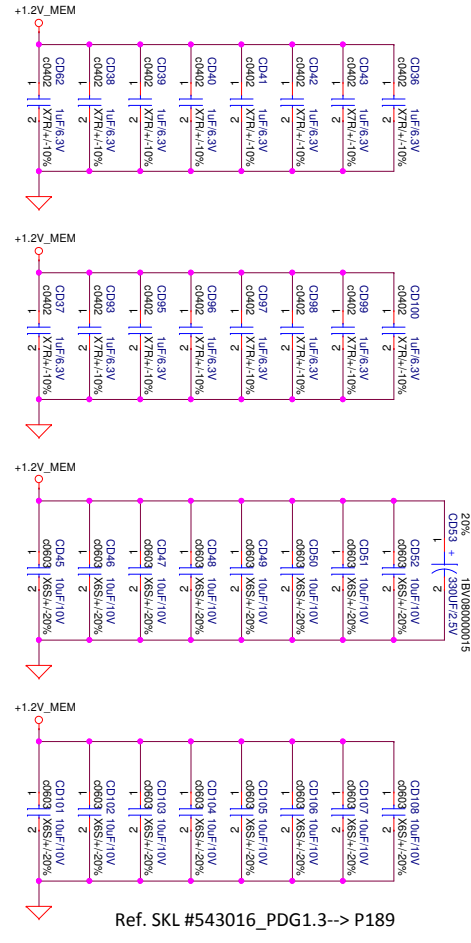 +1.2V_MEM
CD62
c0402
1
2
1uF/6.3V
X7R/+/-10%
CD38
c0402
1
2
1uF/6.3V
X7R/+/-10%
CD39
c0402
1
2
1uF/6.3V
X7R/+/-10%
CD40
c0402
1
2
1uF/6.3V
X7R/+/-10%
CD41
c0402
1
2
1uF/6.3V
X7R/+/-10%
CD42
c0402
1
2
1uF/6.3V
X7R/+/-10%
CD43
c0402
1
2
1uF/6.3V
X7R/+/-10%
CD36
c0402
1
2
1uF/6.3V
X7R/+/-10%
+1.2V_MEM
CD37
c0402
1
2
1uF/6.3V
X7R/+/-10%
CD93
c0402
1
2
1uF/6.3V
X7R/+/-10%
CD95
c0402
1
2
1uF/6.3V
X7R/+/-10%
CD96
c0402
1
2
1uF/6.3V
X7R/+/-10%
CD97
c0402
1
2
1uF/6.3V
X7R/+/-10%
CD98
c0402
1
2
1uF/6.3V
X7R/+/-10%
CD99
c0402
1
2
1uF/6.3V
X7R/+/-10%
CD100
c0402
1
2
1uF/6.3V
X7R/+/-10%
+1.2V_MEM
CD45 10uF/10V
c0603 X6S/+/-20%
1
2
CD46 10uF/10V
c0603 X6S/+/-20%
1
2
CD47 10uF/10V
c0603 X6S/+/-20%
1
2
CD48 10uF/10V
c0603 X6S/+/-20%
1
2
CD49 10uF/10V
c0603 X6S/+/-20%
1
2
CD50 10uF/10V
c0603 X6S/+/-20%
1
2
CD51 10uF/10V
c0603 X6S/+/-20%
1
2
CD52 10uF/10V
c0603 X6S/+/-20%
1
2
20% 1BV080000015
CD53 + 330UF/2.5V
1
2
+1.2V_MEM
CD101 10uF/10V
c0603 X6S/+/-20%
1
2
CD102 10uF/10V
c0603 X6S/+/-20%
1
2
CD103 10uF/10V
c0603 X6S/+/-20%
1
2
CD104 10uF/10V
c0603 X6S/+/-20%
1
2
CD105 10uF/10V
c0603 X6S/+/-20%
1
2
CD106 10uF/10V
c0603 X6S/+/-20%
1
2
CD107 10uF/10V
c0603 X6S/+/-20%
1
2
CD108 10uF/10V
c0603 X6S/+/-20%
1
2
Ref. SKL #543016_PDG1.3--> P189